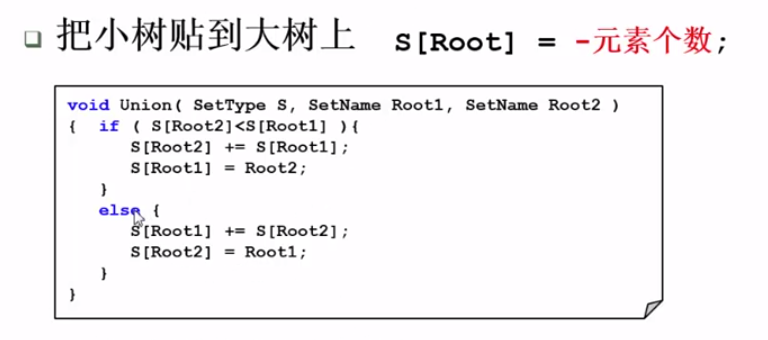 把小树贴到大树上 S[Root] = -元素个数;
void Union( SetType S, SetName Root1, SetName Root2 )
{ if ( S[Root2]<S[Root1] ){
S[Root2] += S[Root1];
S[Root1] = Root2;
}
else {
S[Root1] += S[Root2];
S[Root2] = Root1;
}
}